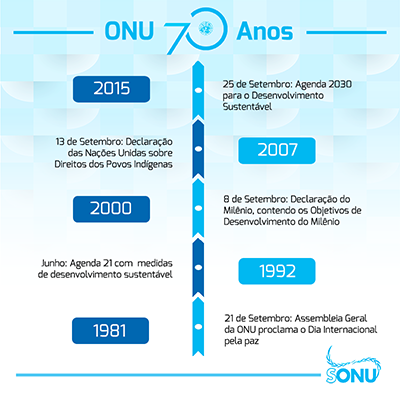 ONU 70 Anos
2015
25 de Setembro: Agenda 2030
para o Desenvolvimento
Sustentável
13 de Setembro: Declaração
das Nações Unidas sobre
Direitos dos Povos Indígenas
2007
2000
8 de Setembro: Declaração do
Milênio, contendo os Objetivos de
Desenvolvimento do Milênio
Junho: Agenda 21 com medidas
de desenvolvimento sustentável
1992
1981
21 de Setembro: Assembleia Geral
da ONU proclama o Dia Internacional
pela paz
SONU